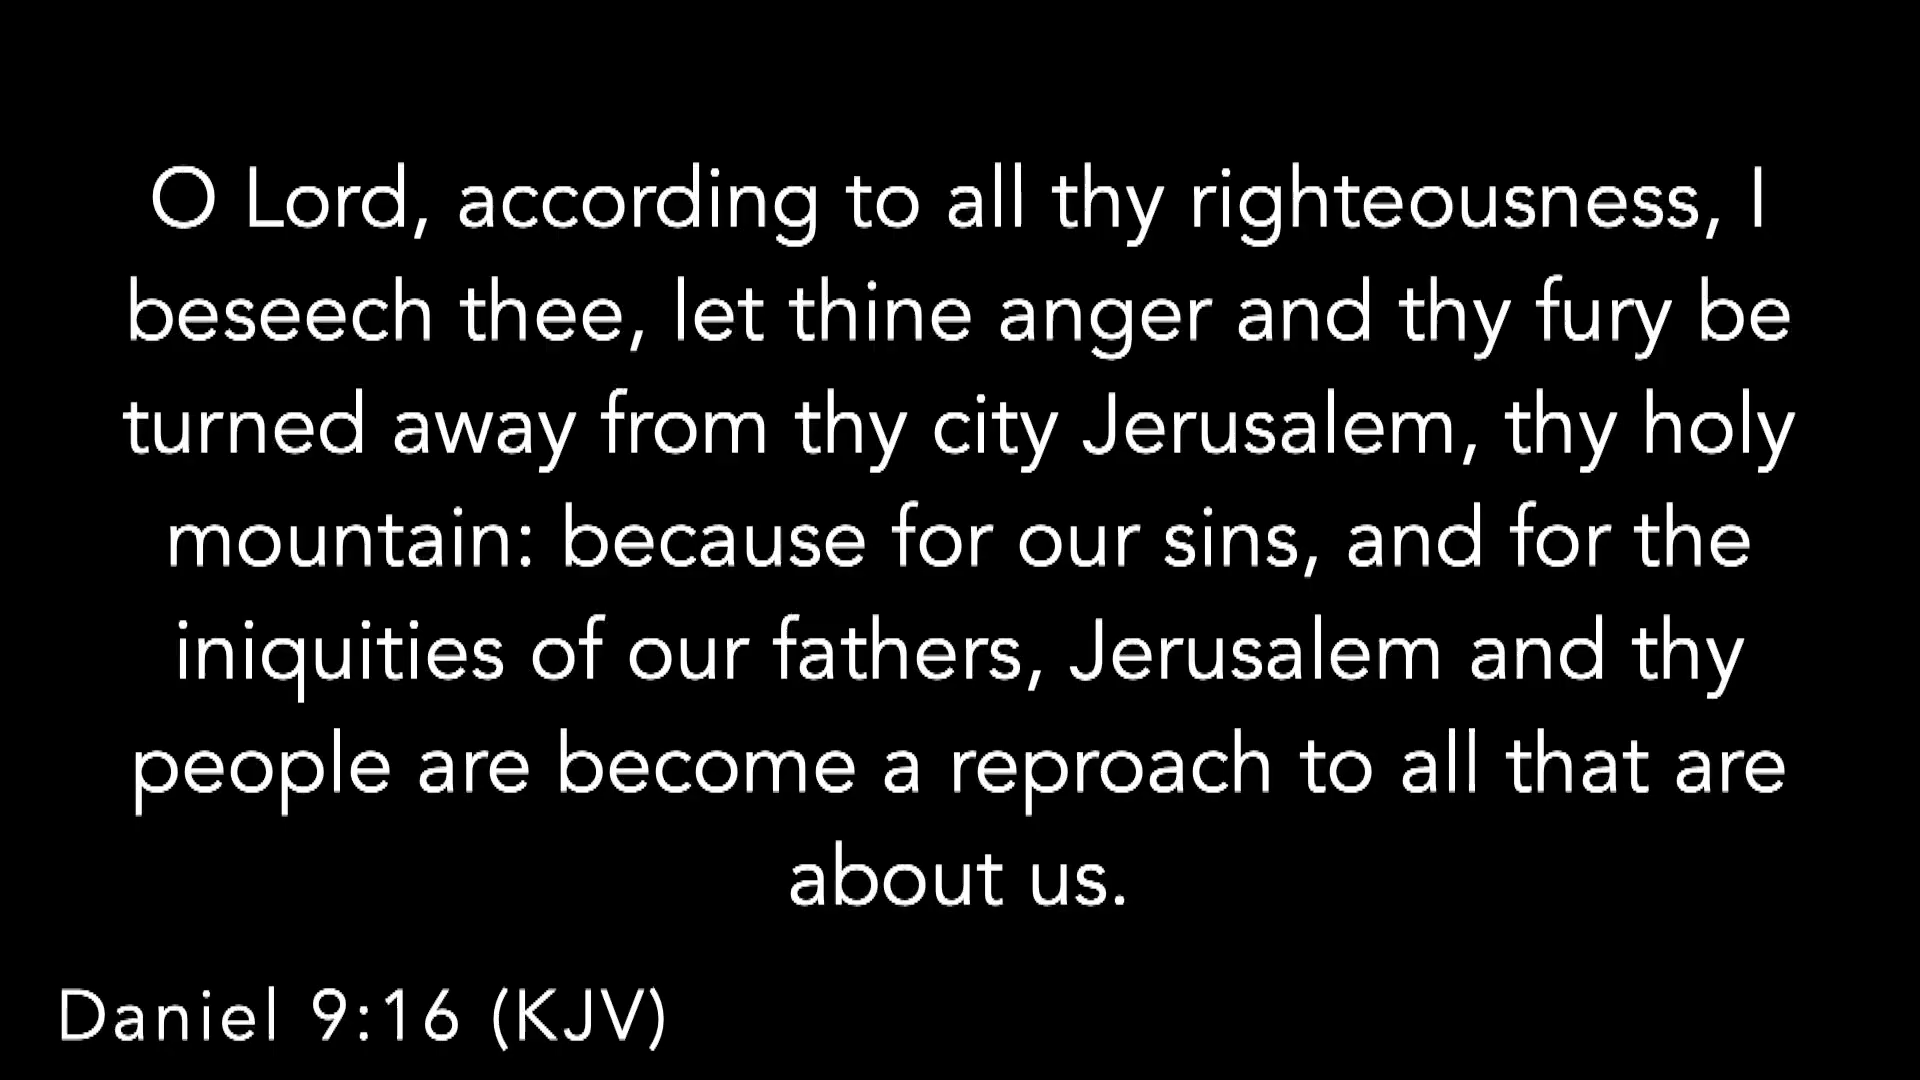 O Lord, according to all thy righteousness, I
beseech thee, let thine anger and thy fury be
turned away from thy city Jerusalem, thy holy
mountain: because for our sins, and for the
iniquities of our fathers, Jerusalem and thy
people are become a reproach to all that are
about us.
Daniel 9:16 (KJV)